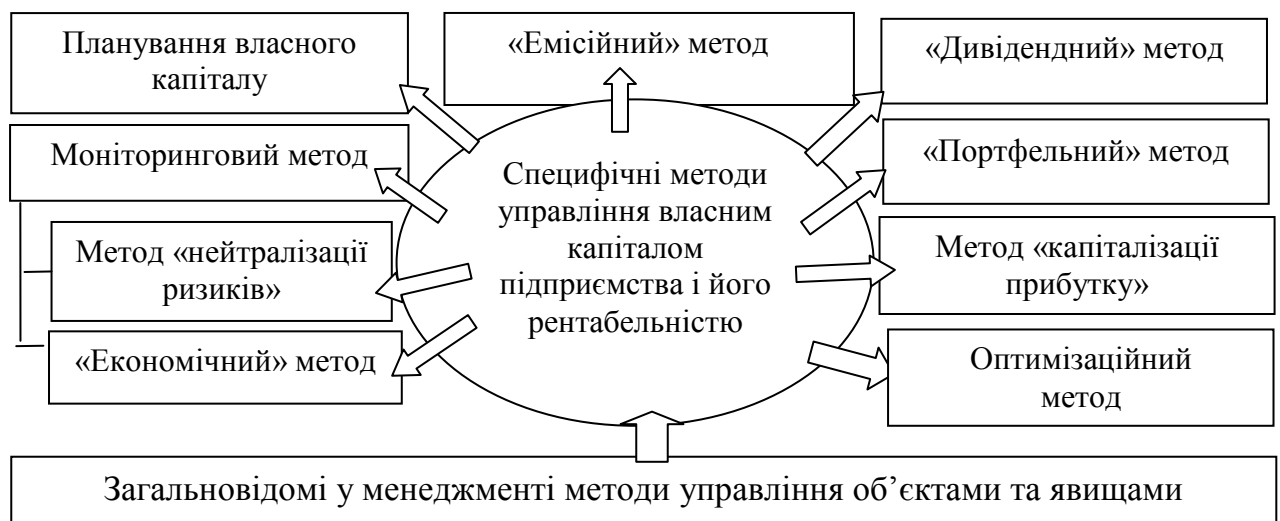 Планування власного
капіталу
«Емісійний» метод
«Дивідендний» метод
Моніторинговий метод
«Портфельний» метод
Специфічні методи
управління власним
капіталом
підприємства і його
рентабельністю
Метод «нейтралізації
ризиків»
Метод «капіталізації
прибутку»
«Економічний» метод
Оптимізаційний
метод
Загальновідомі у менеджменті методи управління об’єктами та явищами